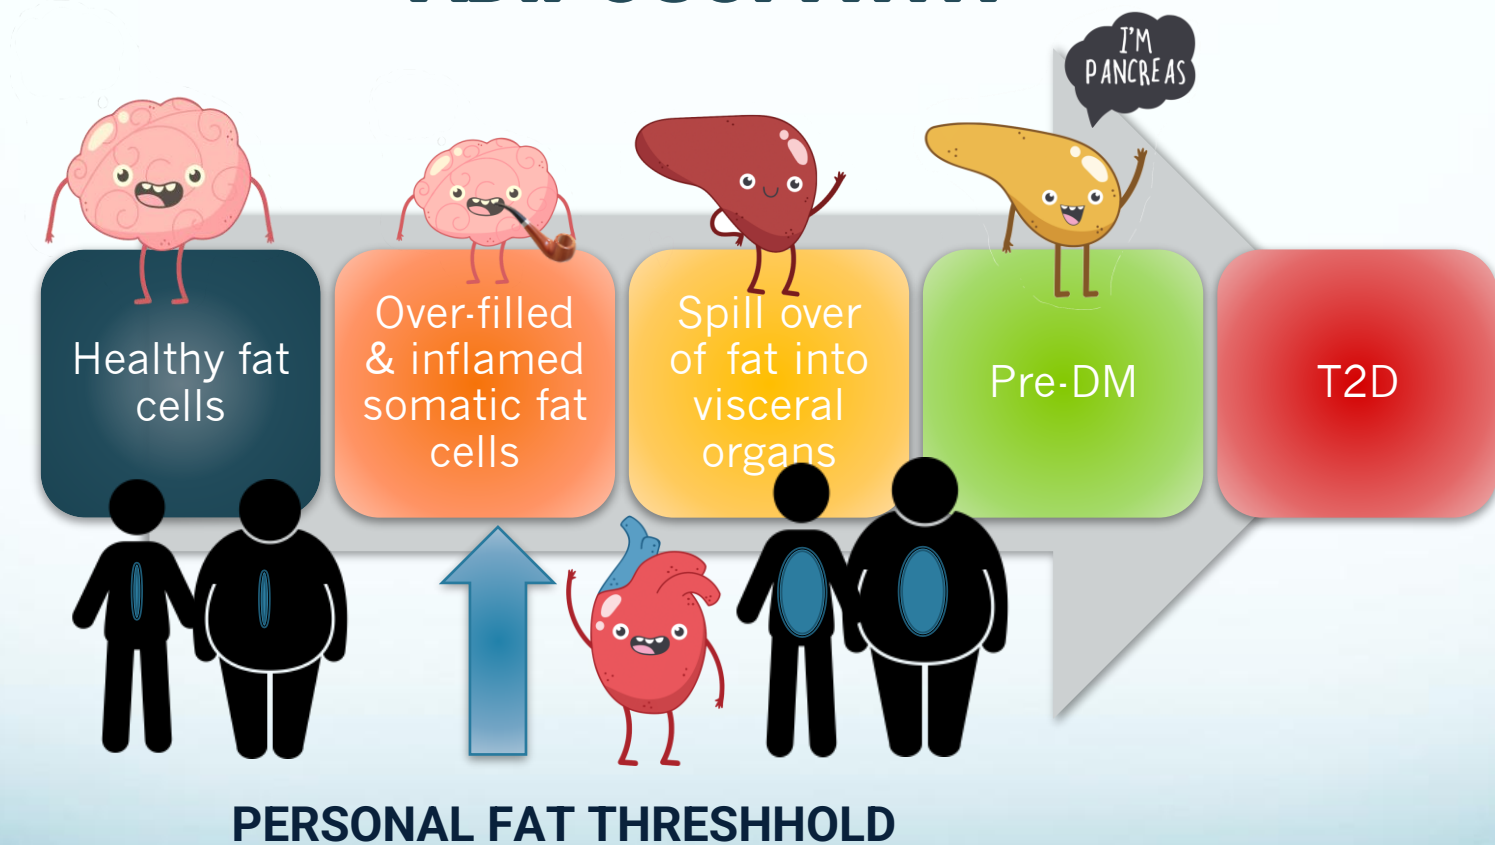 I'M
PANCREAS
Healthy fat
cells
Over-filled
& inflamed
somatic fat
cells
Spill over
of fat into
visceral
organs
Pre-DM
T2D
PERSONAL FAT THRESHHOLD